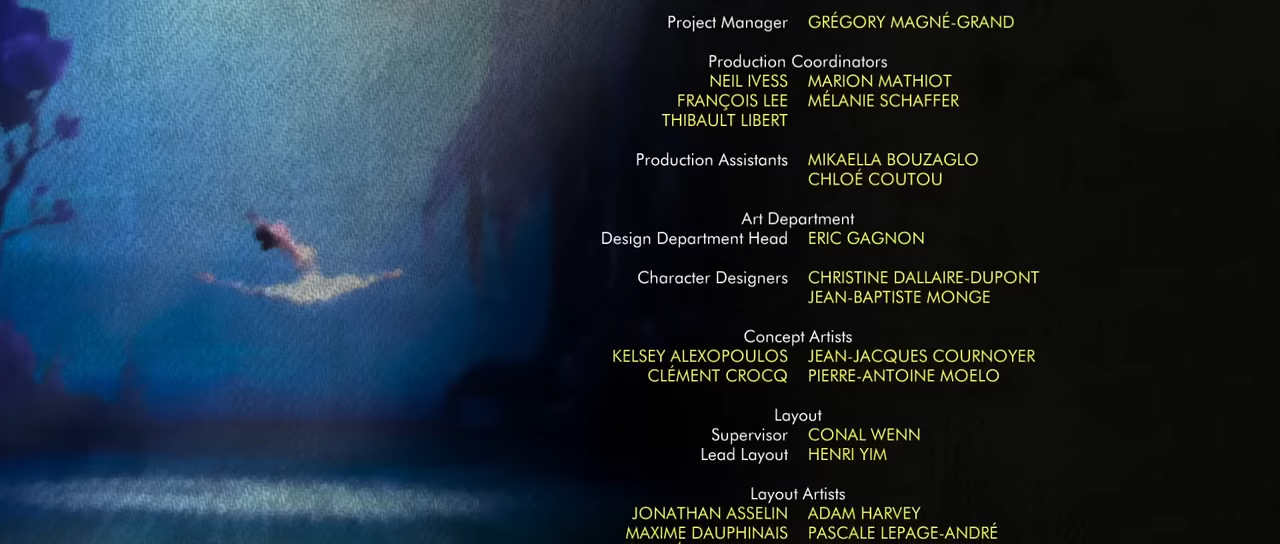 Project Manager GRÉGORY MAGNÉ-GRAND
Production Coordinators
NEIL IVESS MARION MATHIOT
FRANÇOIS LEE MÉLANIE SCHAFFER
THIBAULT LIBERT
Production Assistants MIKAELLA BOUZAGLO
CHLOÉ COUTOU
Art Department
Design Department Head ERIC GAGNON
Character Designers CHRISTINE DALLAIRE-DUPONT
JEAN-BAPTISTE MONGE
Concept Artists
KELSEY ALEXOPOULOS JEAN-JACQUES COURNOYER
CLÉMENT CROCQ PIERRE-ANTOINE MOELO
Layout
Supervisor CONAL WENN
Lead Layout HENRI YIM
Layout Artists
JONATHAN ASSELIN ADAM HARVEY
MAXIME DAUPHINAIS PASCALE LEPAGE-ANDRÉ